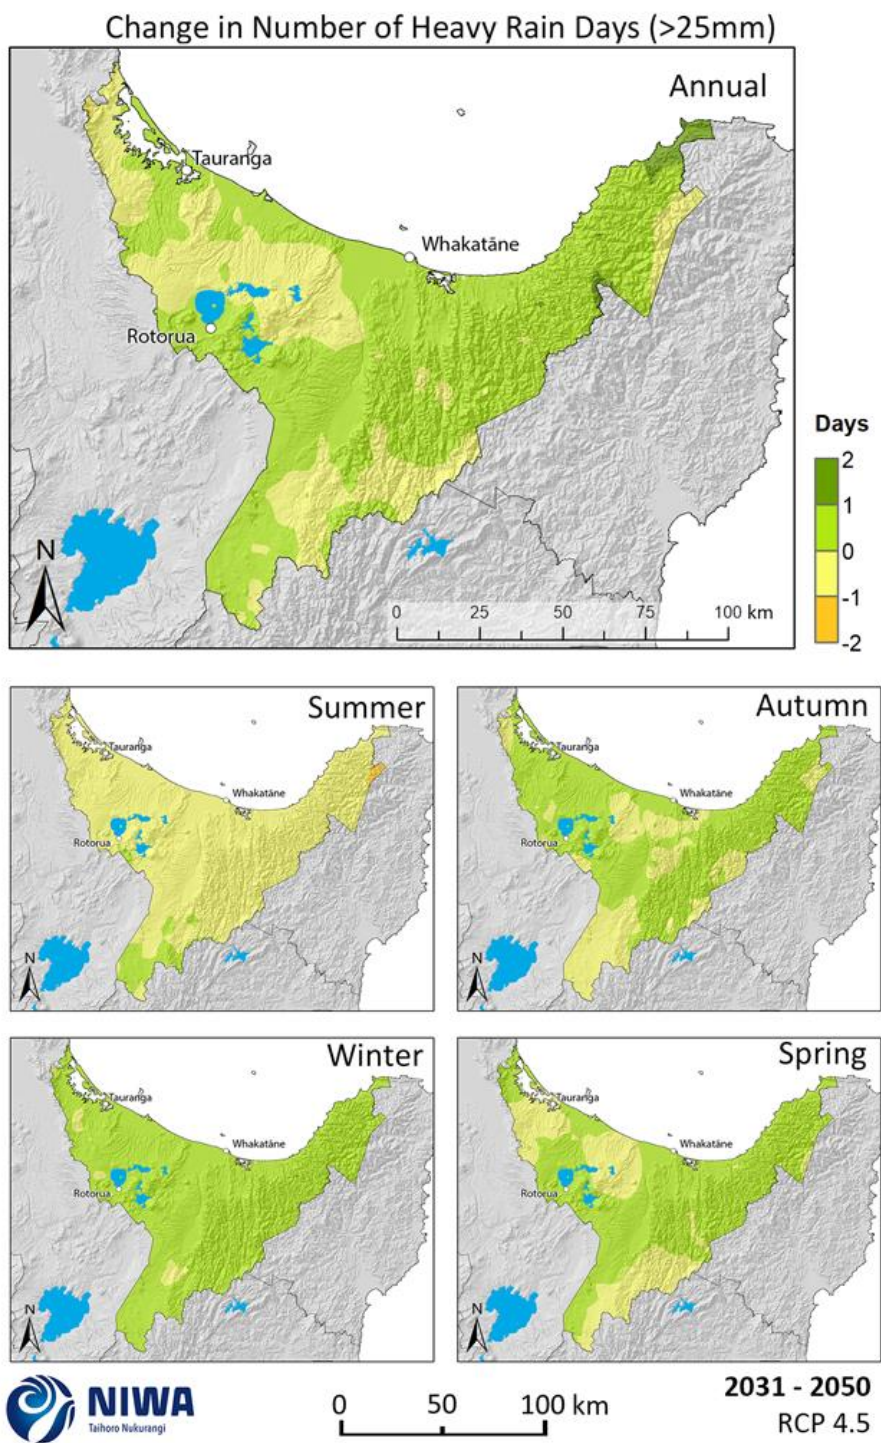 Change in Number of Heavy Rain Days (>25mm)
Annual
Tauranga
Whakatāne
Rotorua
Days
2
1
0
-1
-2
N
0 25 50 75 100 km
Summer
Tauranga
Whakatāne
Rotorua
N
Autumn
Tauranga
Whakatāne
Rotorua
N
Winter
Tauranga
Whakatāne
Rotorua
N
Spring
Tauranga
Whakatāne
Rotorua
N
NIWA
Taihoro Nukurangi
0 50 100 km
2031 - 2050
RCP 4.5